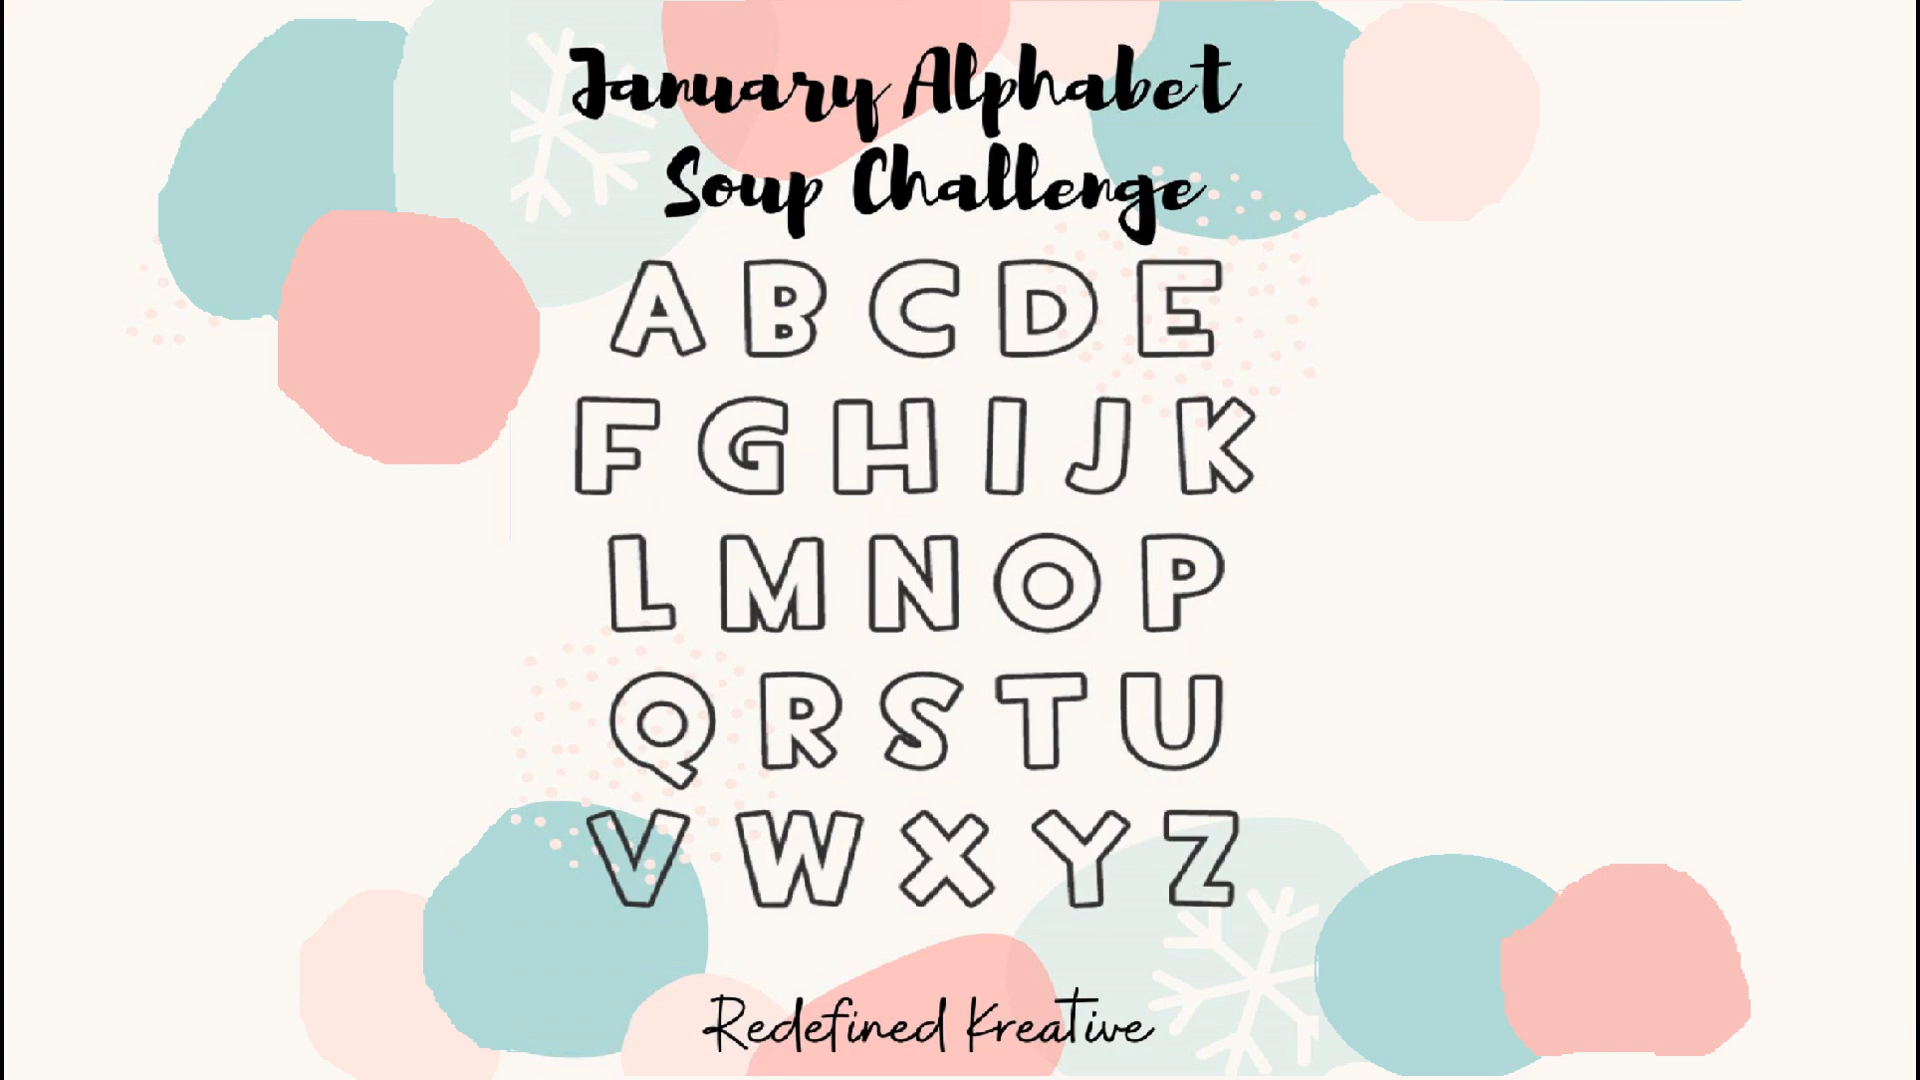 January Alphabet
Soup Challenge
A B C D E
F G H I J K
L M N O P
Q R S T U
V W X Y Z
Redefined Kreative